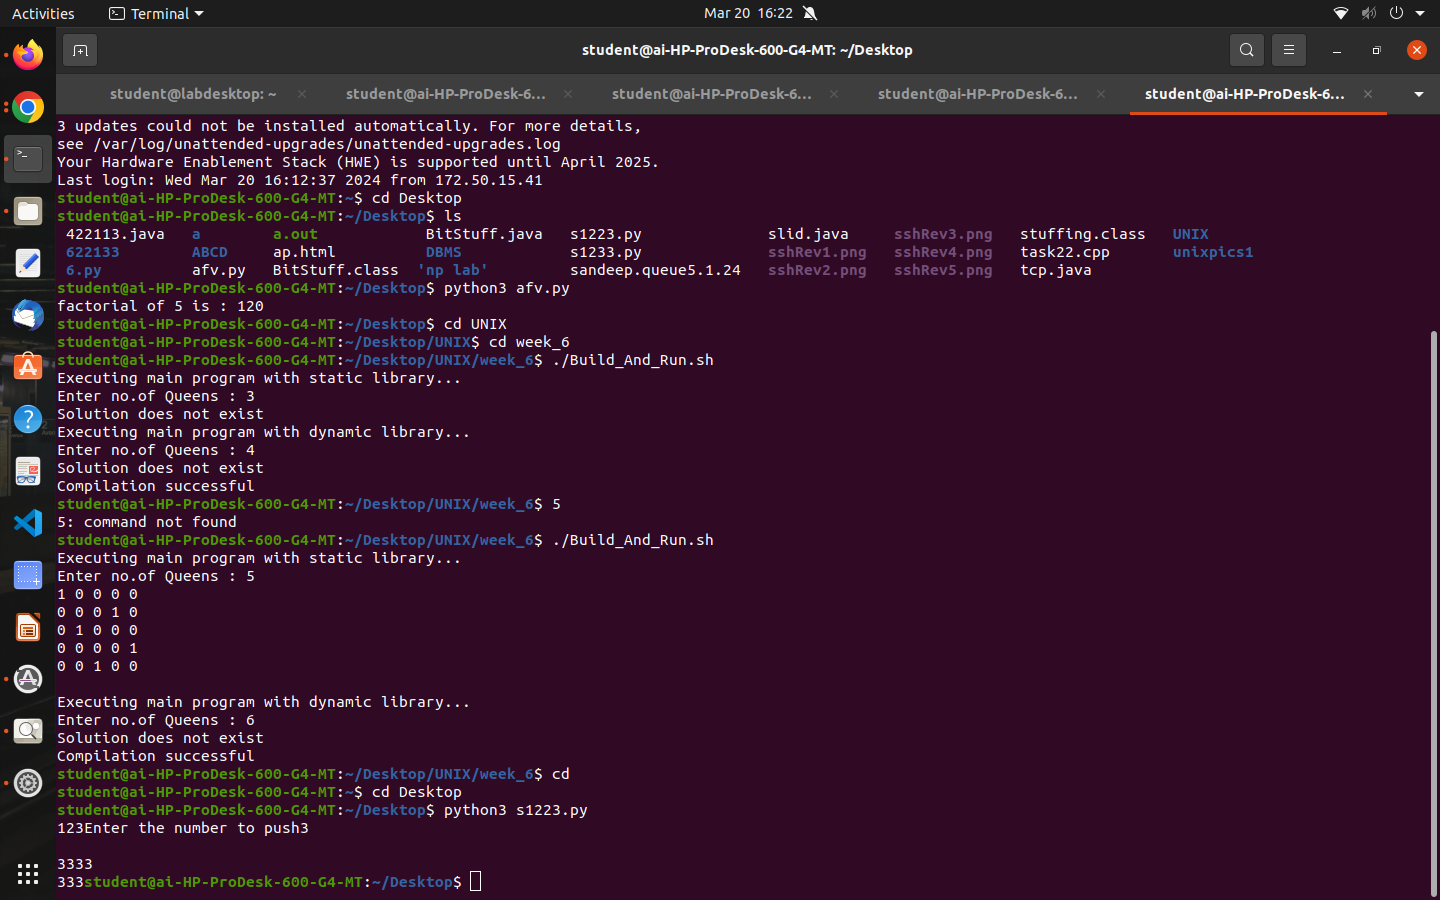 Activities Terminal Mar 20 16:22
student@ai-HP-ProDesk-600-G4-MT: ~/Desktop
student@labdesktop: ~ student@ai-HP-ProDesk-6... student@ai-HP-ProDesk-6... student@ai-HP-ProDesk-6... student@ai-HP-ProDesk-6...
3 updates could not be installed automatically. For more details,
see /var/log/unattended-upgrades/unattended-upgrades.log
Your Hardware Enablement Stack (HWE) is supported until April 2025.
Last login: Wed Mar 20 16:12:37 2024 from 172.50.15.41
student@ai-HP-ProDesk-600-G4-MT:~$ cd Desktop
student@ai-HP-ProDesk-600-G4-MT:~/Desktop$ ls
422113.java a a.out BitStuff.java s1223.py slid.java sshRev3.png stuffing.class UNIX
622133 ABCD ap.html DBMS s1233.py sshRev1.png sshRev4.png task22.cpp unixpics1
6.py afv.py BitStuff.class 'np lab' sandeep.queue5.1.24 sshRev2.png sshRev5.png tcp.java
student@ai-HP-ProDesk-600-G4-MT:~/Desktop$ python3 afv.py
factorial of 5 is : 120
student@ai-HP-ProDesk-600-G4-MT:~/Desktop$ cd UNIX
student@ai-HP-ProDesk-600-G4-MT:~/Desktop/UNIX$ cd week_6
student@ai-HP-ProDesk-600-G4-MT:~/Desktop/UNIX/week_6$ ./Build_And_Run.sh
Executing main program with static library...
Enter no.of Queens : 3
Solution does not exist
Executing main program with dynamic library...
Enter no.of Queens : 4
Solution does not exist
Compilation successful
student@ai-HP-ProDesk-600-G4-MT:~/Desktop/UNIX/week_6$ 5
5: command not found
student@ai-HP-ProDesk-600-G4-MT:~/Desktop/UNIX/week_6$ ./Build_And_Run.sh
Executing main program with static library...
Enter no.of Queens : 5
1 0 0 0 0
0 0 0 1 0
0 1 0 0 0
0 0 0 0 1
0 0 1 0 0
Executing main program with dynamic library...
Enter no.of Queens : 6
Solution does not exist
Compilation successful
student@ai-HP-ProDesk-600-G4-MT:~/Desktop/UNIX/week_6$ cd
student@ai-HP-ProDesk-600-G4-MT:~$ cd Desktop
student@ai-HP-ProDesk-600-G4-MT:~/Desktop$ python3 s1223.py
123Enter the number to push3
3333
333student@ai-HP-ProDesk-600-G4-MT:~/Desktop$